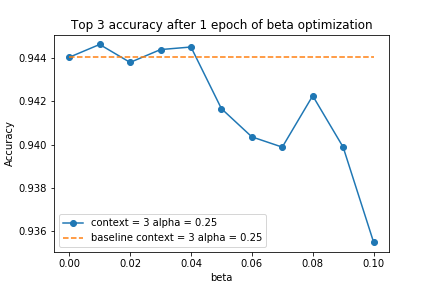 Top 3 accuracy after 1 epoch of beta optimization
0.944
0.942
0.940
0.938
0.936
Accuracy
context = 3 alpha = 0.25
baseline context = 3 alpha = 0.25
0.00 0.02 0.04 0.06 0.08 0.10
beta